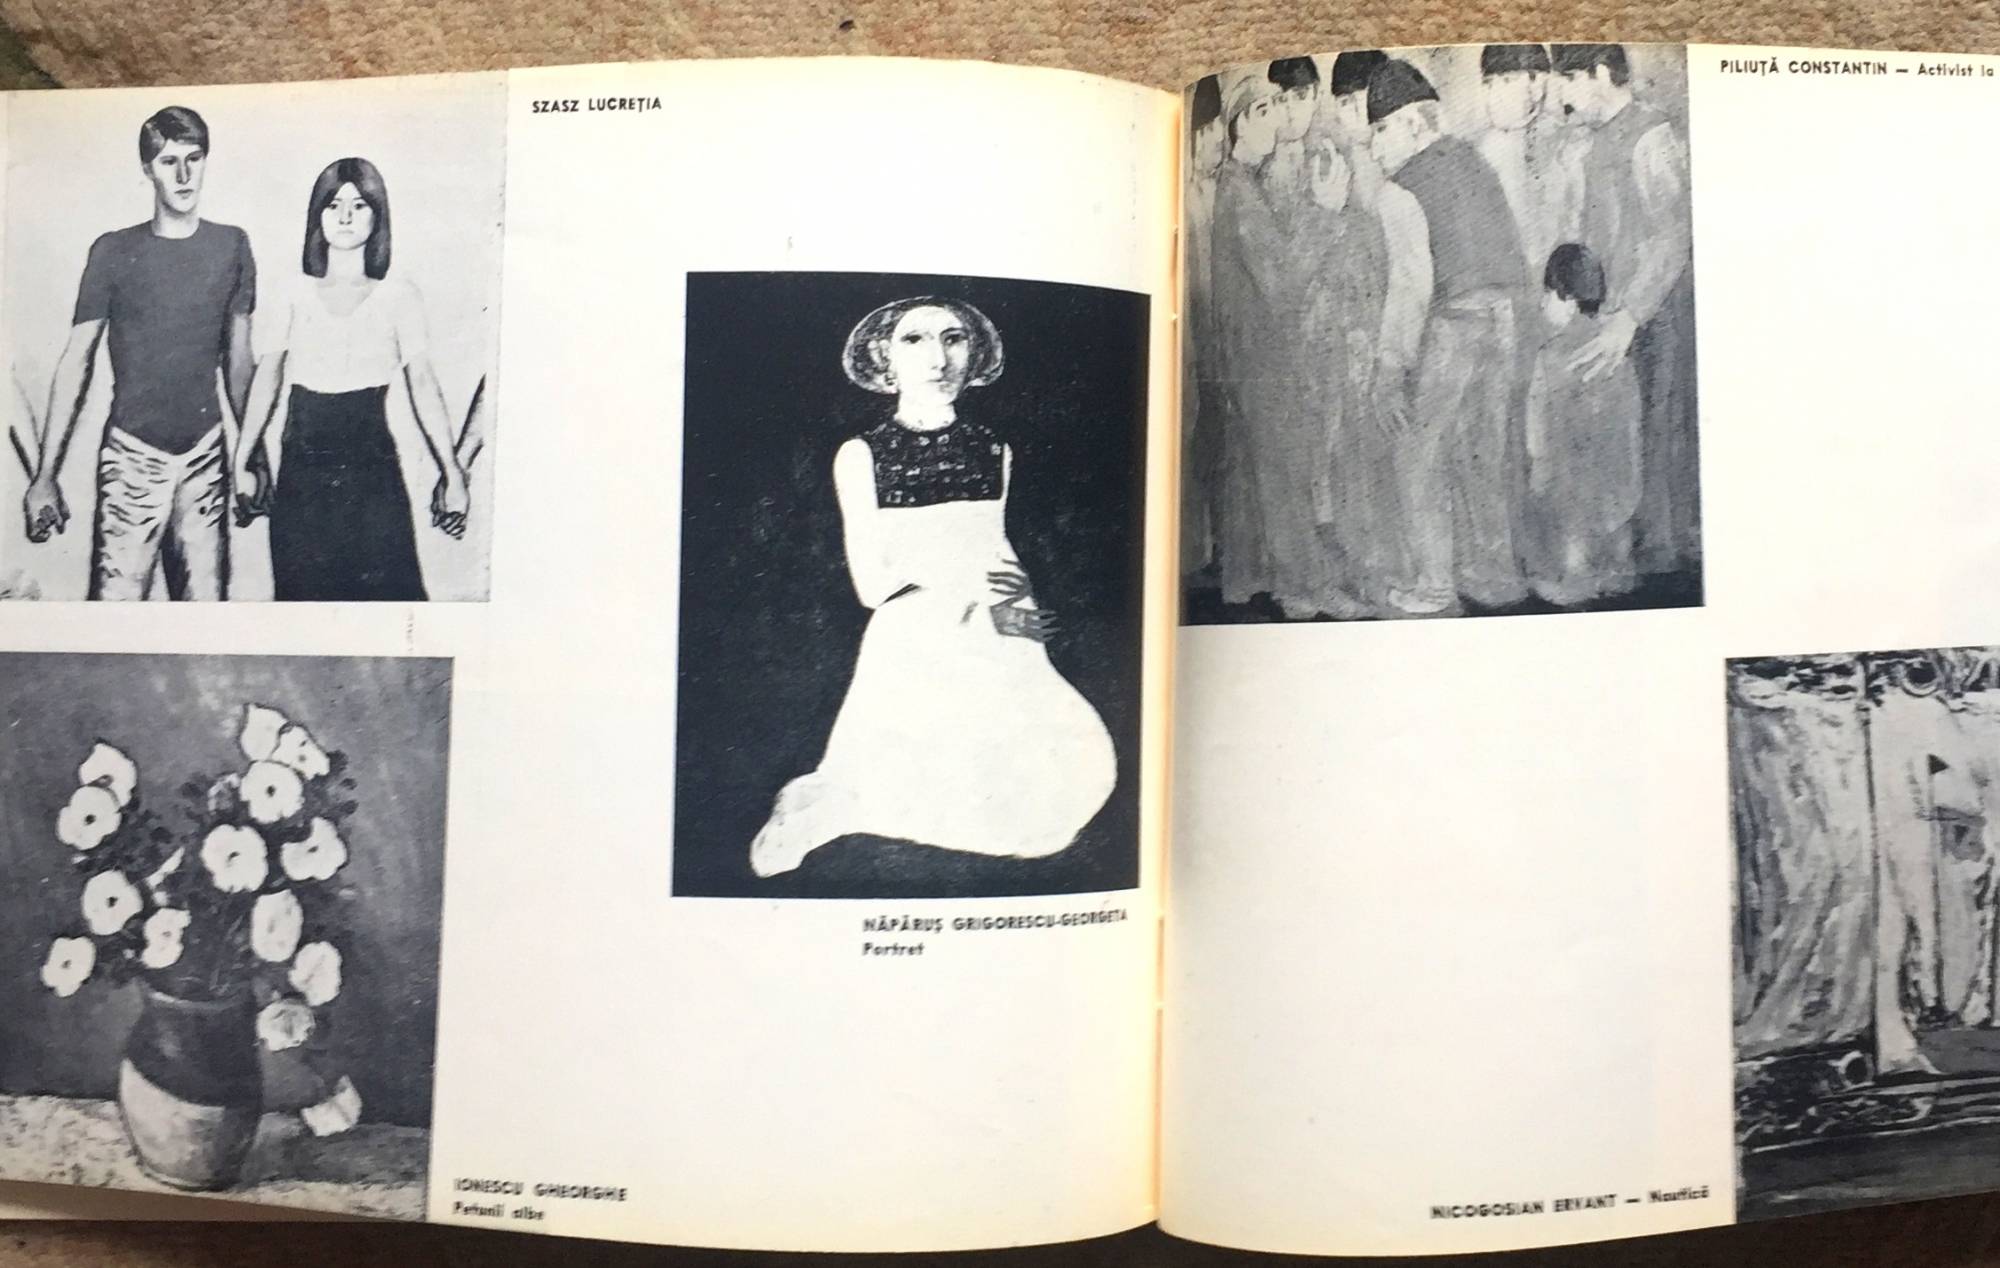 SZASZ LUCREȚIA
NĂPĂRUȘ GRIGORESCU-GEORGETA
Portret
IONESCU GHEORGHE
Petunii albe
PILIUȚĂ CONSTANTIN — Activist la
NICOGOSIAN ERVANT — Nautică